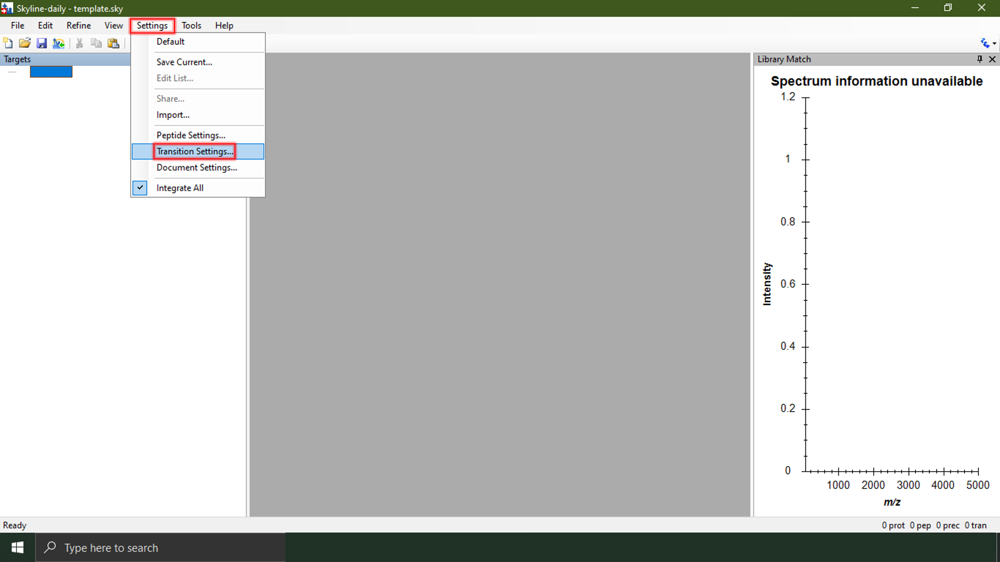 Skyline-daily - template.sky
File Edit Refine View Settings Tools Help
Default
Save Current...
Edit List...
Share...
Import...
Peptide Settings...
Transition Settings...
Document Settings...
Integrate All
Targets
Library Match
Spectrum information unavailable
1.2
1
0.8
0.6
0.4
0.2
0
Intensity
1000 2000 3000 4000 5000
m/z
Ready
0 prot 0 pep 0 prec 0 tran
Type here to search